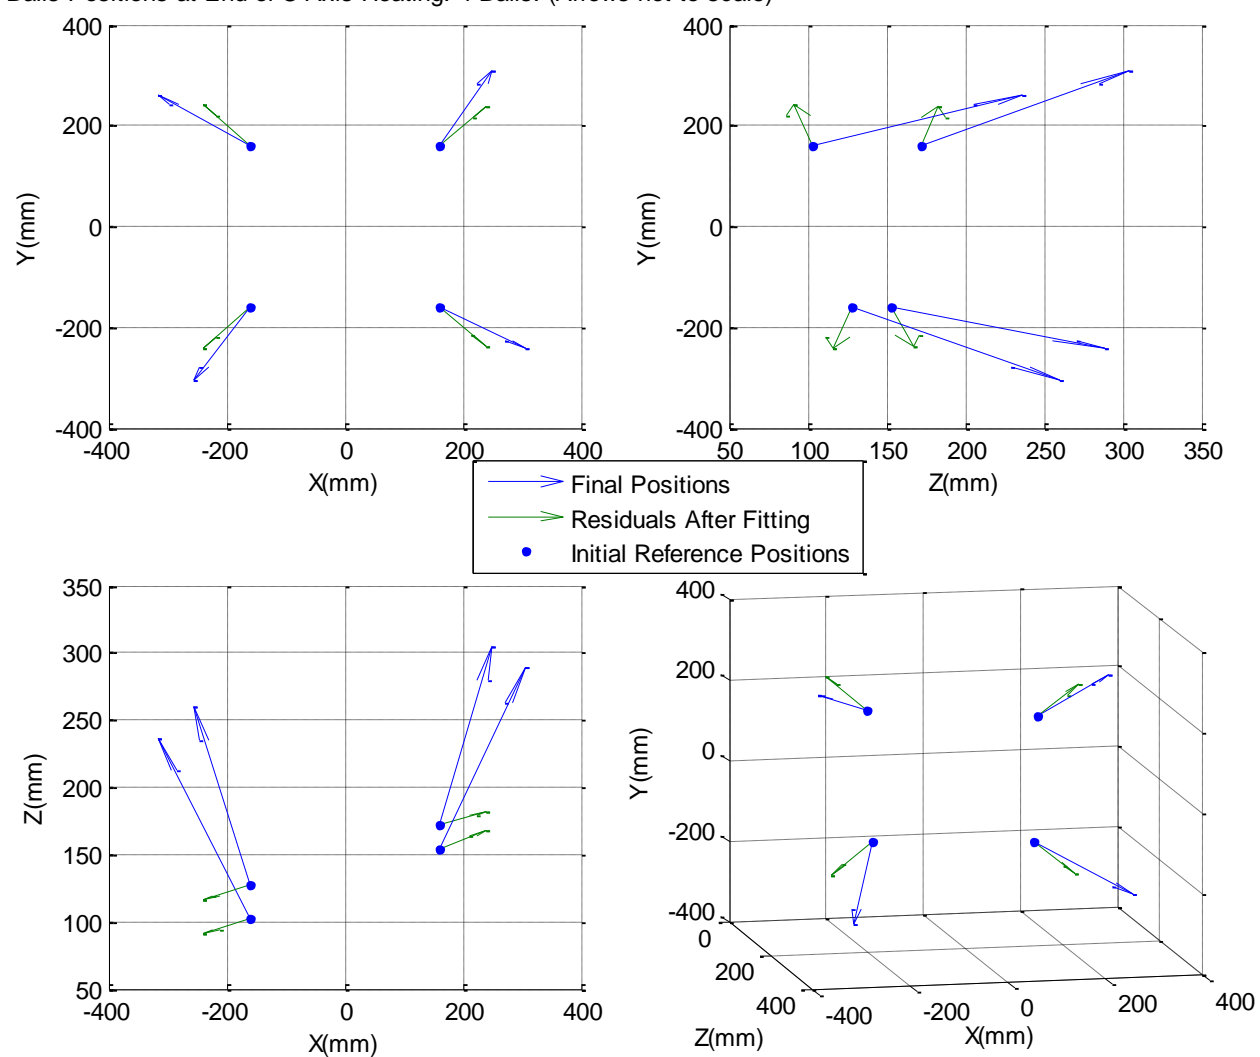 Balls Positions at End of Axis Heating. 4 Balls. (Arrows not to scale)
400
200
0
-200
-400
Y(mm)
-400 -200 0 200 400
X(mm)
400
200
0
-200
-400
Y(mm)
50 100 150 200 250 300 350
Z(mm)
Final Positions
Residuals After Fitting
Initial Reference Positions
350
300
250
200
150
100
50
Z(mm)
-400 -200 0 200 400
X(mm)
400
200
0
-200
-400
Y(mm)
0
200
400
Z(mm)
-400 -200 0 200 400
X(mm)